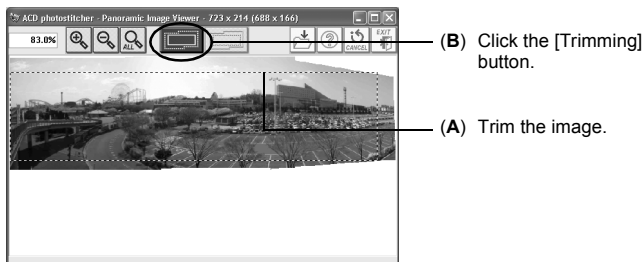 ACD photostitcher - Panoramic Image Viewer - 723 x 214 (688 x 166)
83.0%
ALL
CANCEL
EXIT
(B) Click the [Trimming]
button.
(A) Trim the image.